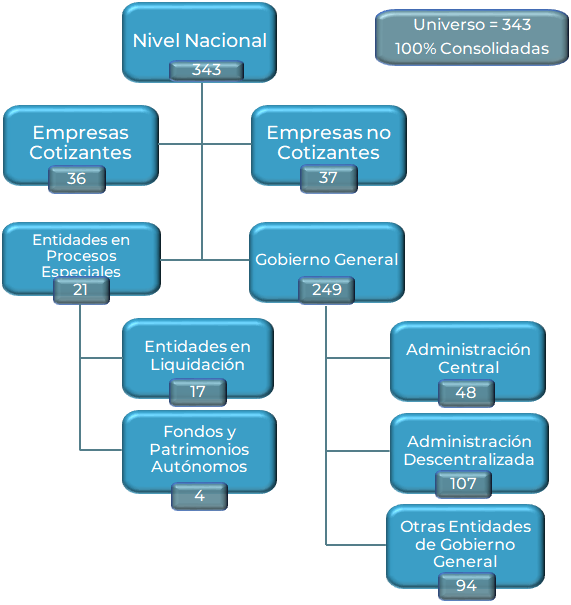 Nivel Nacional
343
Universo = 343
100% Consolidadas
Empresas
Cotizantes
36
Empresas no
Cotizantes
37
Entidades en
Procesos
Especiales
21
Gobierno General
249
Entidades en
Liquidación
17
Fondos y
Patrimonios
Autónomos
4
Administración
Central
48
Administración
Descentralizada
107
Otras Entidades
de Gobierno
General
94